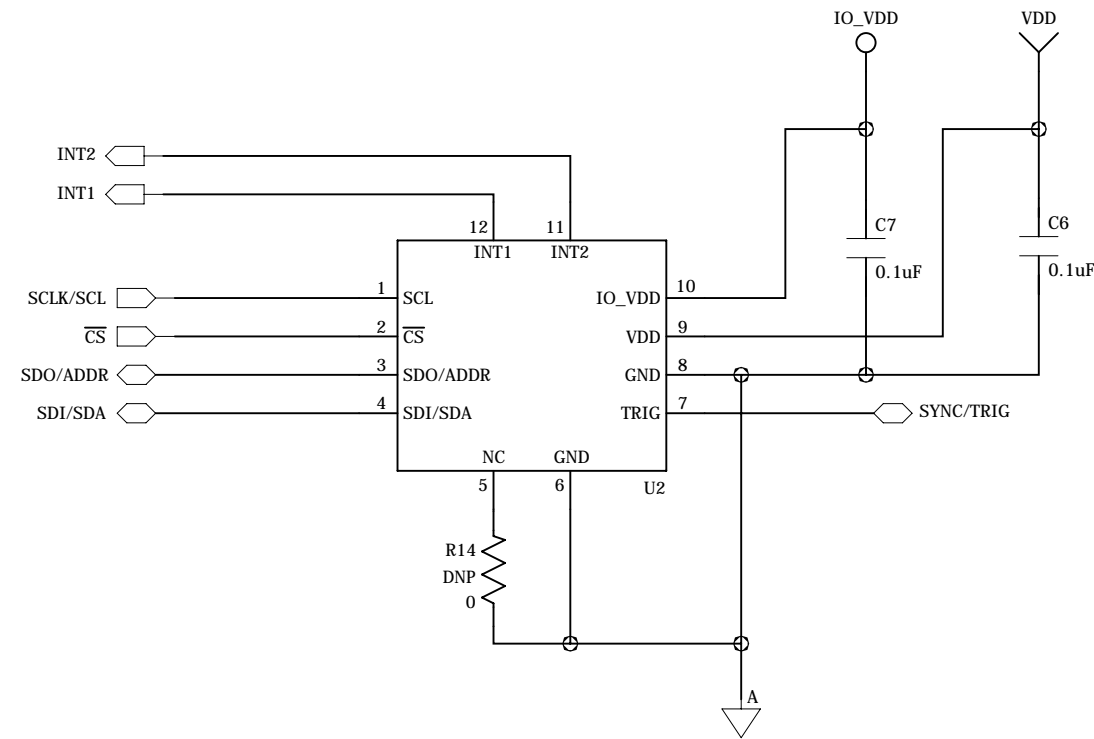 IO_VDD
VDD
INT2
INT1
12
11
INT1
INT2
C7
0.1uF
C6
0.1uF
SCLK/SCL
1
SCL
IO_VDD
10
C̅S̅
2
C̅S̅
VDD
9
SDO/ADDR
3
SDO/ADDR
GND
8
SDI/SDA
4
SDI/SDA
TRIG
7
SYNC/TRIG
NC
GND
5
6
U2
R14
DNP
0
A